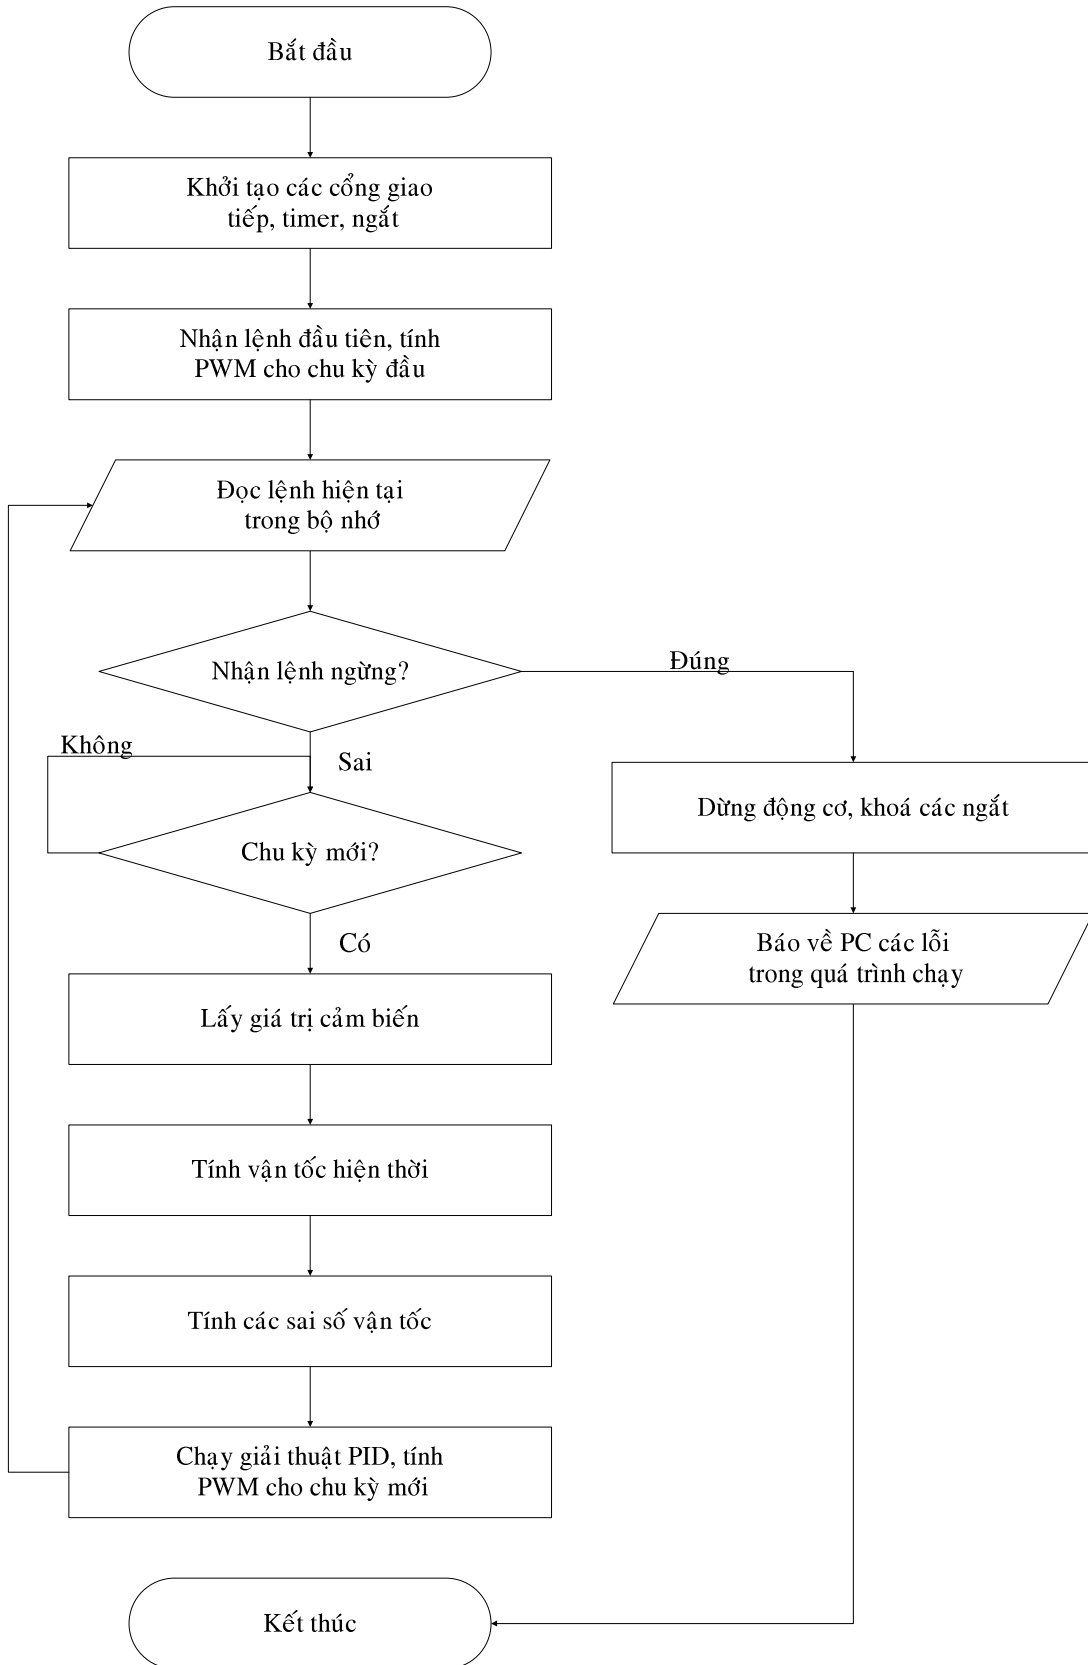 Bắt đầu
Khởi tạo các cổng giao
tiếp, timer, ngắt
Nhận lệnh đầu tiên, tính
PWM cho chu kỳ đầu
Đọc lệnh hiện tại
trong bộ nhớ
Nhận lệnh ngừng?
Đúng
Sai
Không
Chu kỳ mới?
Có
Dừng động cơ, khoá các ngắt
Báo về PC các lỗi
trong quá trình chạy
Lấy giá trị cảm biến
Tính vận tốc hiện thời
Tính các sai số vận tốc
Chạy giải thuật PID, tính
PWM cho chu kỳ mới
Kết thúc